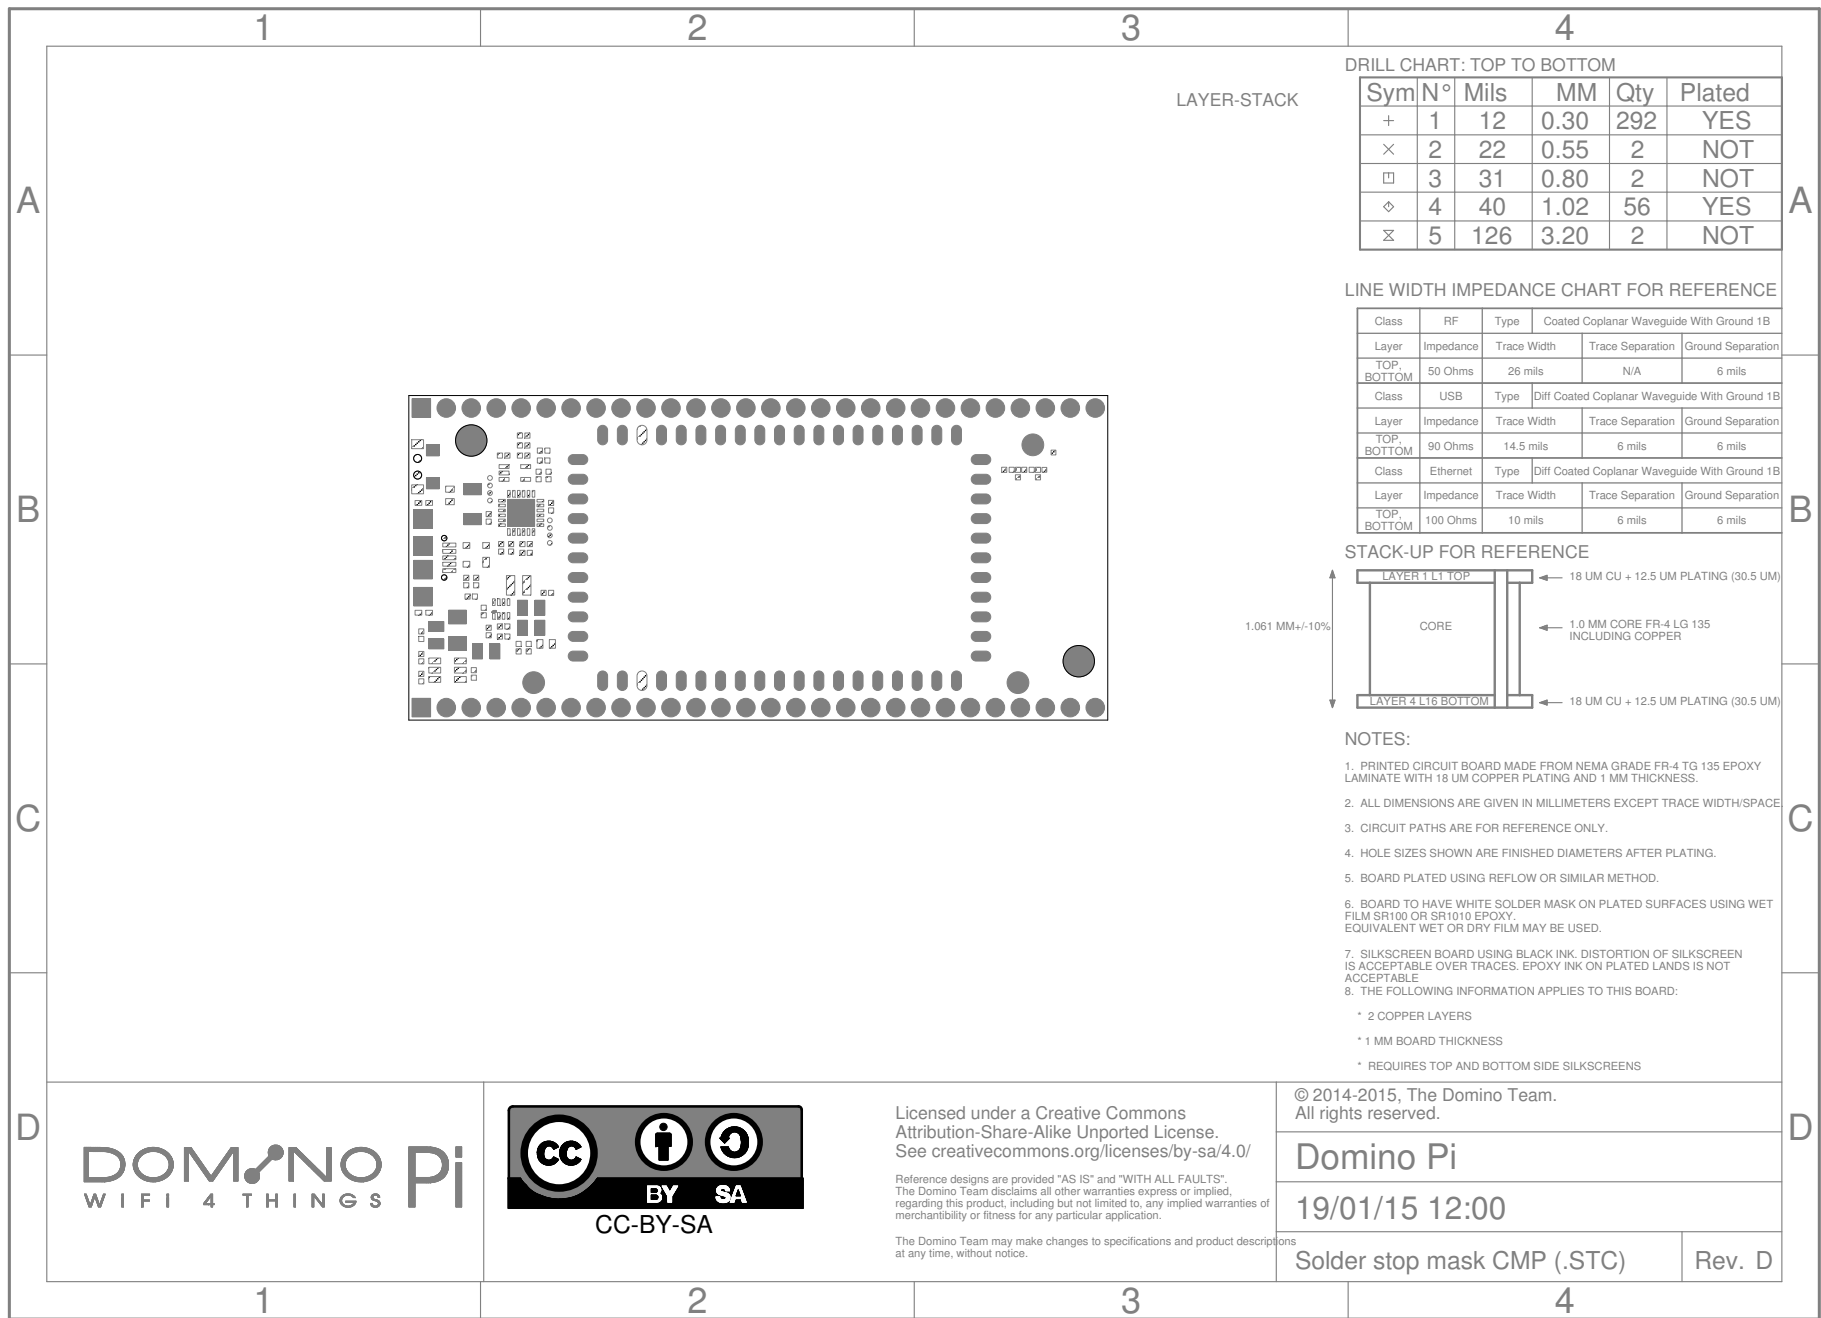 1 2 3 4
A A
B B
C C
D D
LAYER-STACK
DRILL CHART: TOP TO BOTTOM
Sym N° Mils MM Qty Plated
1 12 0.30 292 YES
2 22 0.55 2 NOT
3 31 0.80 2 NOT
4 40 1.02 56 YES
5 126 3.20 2 NOT
LINE WIDTH IMPEDANCE CHART FOR REFERENCE
Class RF Type Coated Coplanar Waveguide With Ground 1B
Layer Impedance Trace Width Trace Separation Ground Separation
TOP, BOTTOM 50 Ohms 26 mils N/A 6 mils
Class USB Type Diff Coated Coplanar Waveguide With Ground 1B
Layer Impedance Trace Width Trace Separation Ground Separation
TOP, BOTTOM 90 Ohms 14.5 mils 6 mils 6 mils
Class Ethernet Type Diff Coated Coplanar Waveguide With Ground 1B
Layer Impedance Trace Width Trace Separation Ground Separation
TOP, BOTTOM 100 Ohms 10 mils 6 mils 6 mils
STACK-UP FOR REFERENCE
LAYER 1 L1 TOP
18 UM CU + 12.5 UM PLATING (30.5 UM)
1.061 MM+/-10%
CORE
1.0 MM CORE FR-4 LG 135
INCLUDING COPPER
LAYER 4 L16 BOTTOM
18 UM CU + 12.5 UM PLATING (30.5 UM)
NOTES:
1. PRINTED CIRCUIT BOARD MADE FROM NEMA GRADE FR-4 TG 135 EPOXY
LAMINATE WITH 18 UM COPPER PLATING AND 1 MM THICKNESS.
2. ALL DIMENSIONS ARE GIVEN IN MILLIMETERS EXCEPT TRACE WIDTH/SPACE
3. CIRCUIT PATHS ARE FOR REFERENCE ONLY.
4. HOLE SIZES SHOWN ARE FINISHED DIAMETERS AFTER PLATING.
5. BOARD PLATED USING REFLOW OR SIMILAR METHOD.
6. BOARD TO HAVE WHITE SOLDER MASK ON PLATED SURFACES USING WET
FILM SR100 OR SR1010 EPOXY.
EQUIVALENT WET OR DRY FILM MAY BE USED.
7. SILKSCREEN BOARD USING BLACK INK. DISTORTION OF SILKSCREEN
IS ACCEPTABLE OVER TRACES. EPOXY INK ON PLATED LANDS IS NOT
ACCEPTABLE
8. THE FOLLOWING INFORMATION APPLIES TO THIS BOARD:
* 2 COPPER LAYERS
* 1 MM BOARD THICKNESS
* REQUIRES TOP AND BOTTOM SIDE SILKSCREENS
DOMINO Pi
WIFI 4 THINGS
CC
BY SA
CC-BY-SA
Licensed under a Creative Commons
Attribution-Share-Alike Unported License.
See creativecommons.org/licenses/by-sa/4.0/
Reference designs are provided "AS IS" and "WITH ALL FAULTS".
The Domino Team disclaims all other warranties express or implied,
regarding this product, including but not limited to, any implied warranties of
merchantibility or fitness for any particular application.
The Domino Team may make changes to specifications and product descriptions
at any time, without notice.
© 2014-2015, The Domino Team.
All rights reserved.
Domino Pi
19/01/15 12:00
Solder stop mask CMP (.STC) Rev. D
1 2 3 4